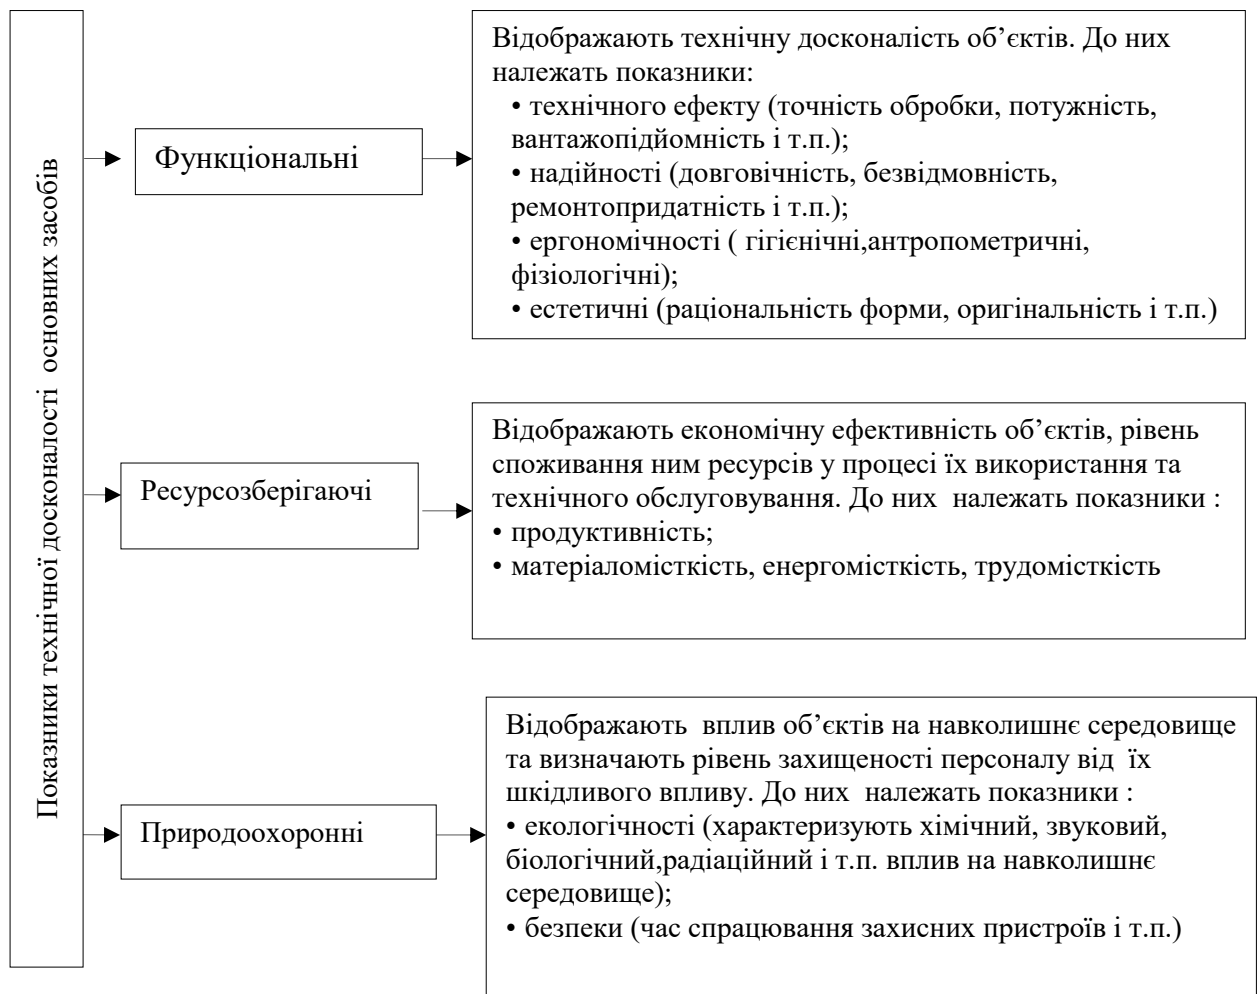 Показники технічної досконалості основних засобів
Функціональні
Відображають технічну досконалість об’єктів. До них
належать показники:
• технічного ефекту (точність обробки, потужність,
вантажопідйомність і т.п.);
• надійності (довговічність, безвідмовність,
ремонтопридатність і т.п.);
• ергономічності ( гігієнічні,антропометричні,
фізіологічні);
• естетичні (раціональність форми, оригінальність і т.п.)
Ресурсозберігаючі
Відображають економічну ефективність об’єктів, рівень
споживання ним ресурсів у процесі їх використання та
технічного обслуговування. До них належать показники :
• продуктивність;
• матеріаломісткість, енергомісткість, трудомісткість
Природоохоронні
Відображають вплив об’єктів на навколишнє середовище
та визначають рівень захищеності персоналу від їх
шкідливого впливу. До них належать показники :
• екологічності (характеризують хімічний, звуковий,
біологічний,радіаційний і т.п. вплив на навколишнє
середовище);
• безпеки (час спрацювання захисних пристроїв і т.п.)